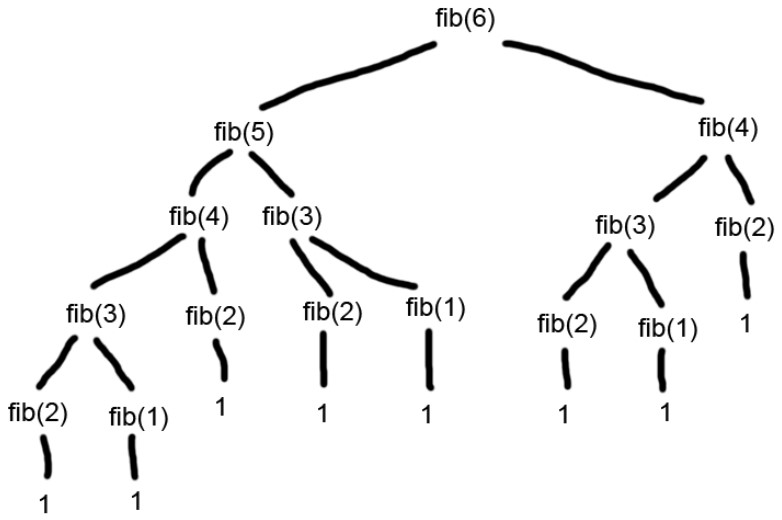 fib(6)
fib(5) fib(4)
fib(4) fib(3) fib(3) fib(2)
fib(3) fib(2) fib(2) fib(1) fib(2) fib(1) 1
fib(2) fib(1) 1 1 1 1 1
1 1